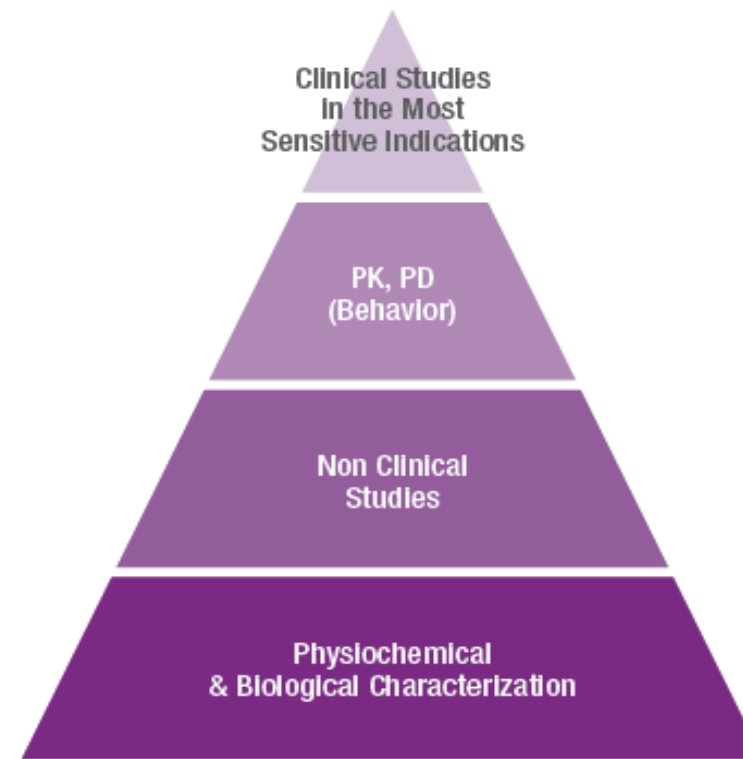 Clinical Studies
in the Most
Sensitive Indications
PK, PD
(Behavior)
Non Clinical
Studies
Physiochemical
& Biological Characterization